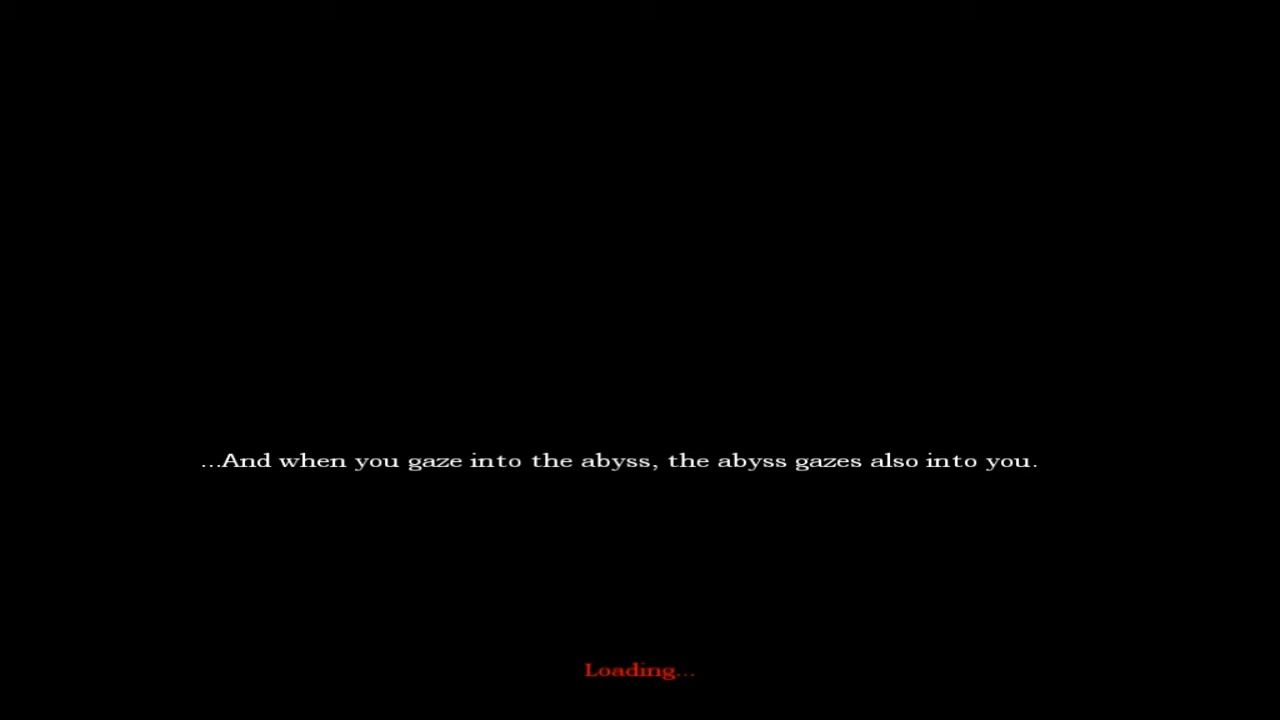 ...And when you gaze into the abyss, the abyss gazes also into you.
Loading...